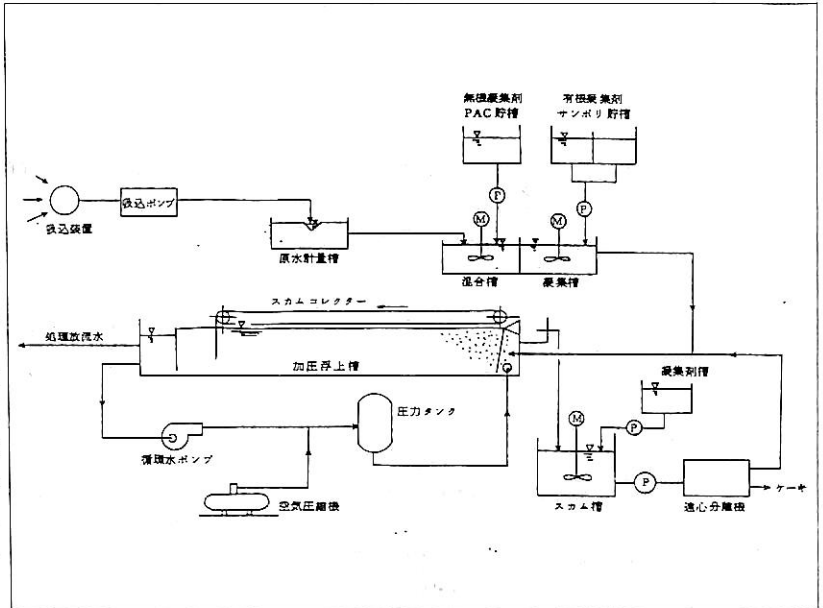 無機凝集剤
PAC貯槽
有機凝集剤
サンポリ貯槽
P
P
M
M
吸込装置
吸込ポンプ
原水計量槽
混合槽
凝集槽
スカムコレクター
処理放流水
加圧浮上槽
凝集剤槽
圧力タンク
M
P
循環水ポンプ
空気圧縮機
P
スカム槽
遠心分離機
ケーキ